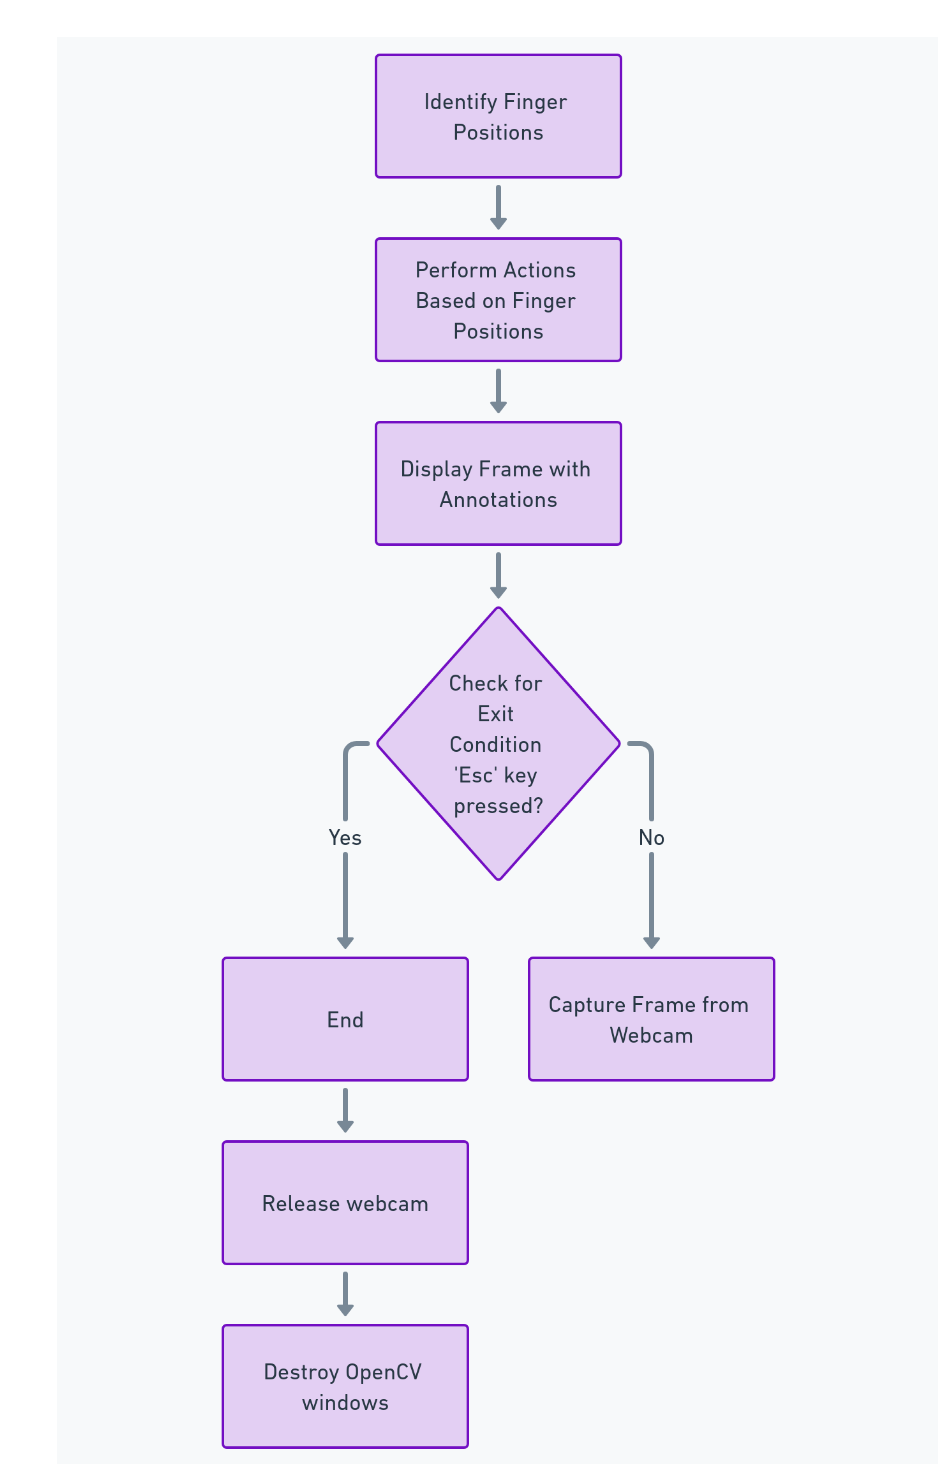 Identify Finger
Positions
Perform Actions
Based on Finger
Positions
Display Frame with
Annotations
Check for
Exit
Condition
'Esc' key
pressed?
Yes
No
End
Capture Frame from
Webcam
Release webcam
Destroy OpenCV
windows